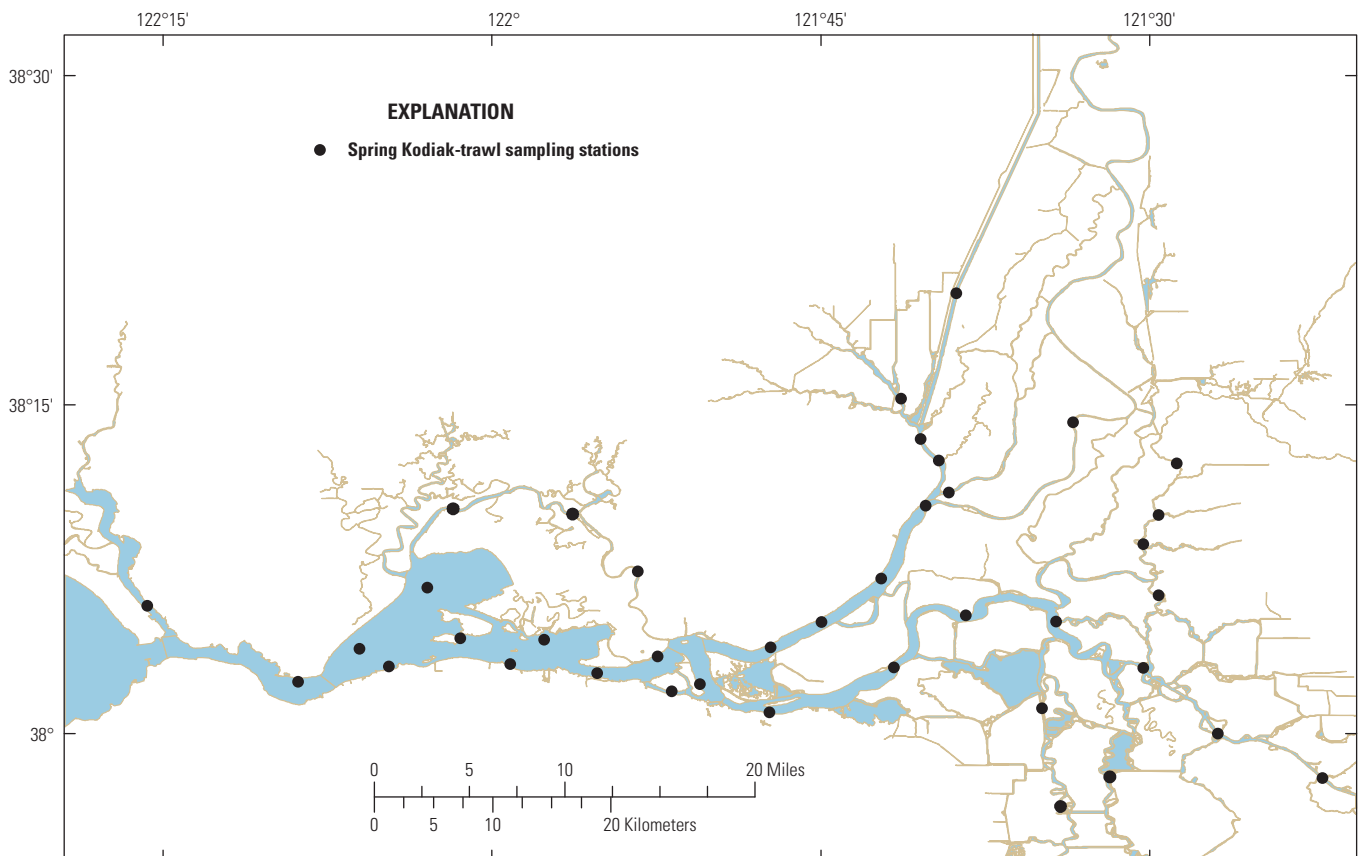 122°15' 122° 121°45' 121°30'
38°30'
EXPLANATION
Spring Kodiak-trawl sampling stations
38°15'
38°
0 5 10 20 Miles
0 5 10 20 Kilometers